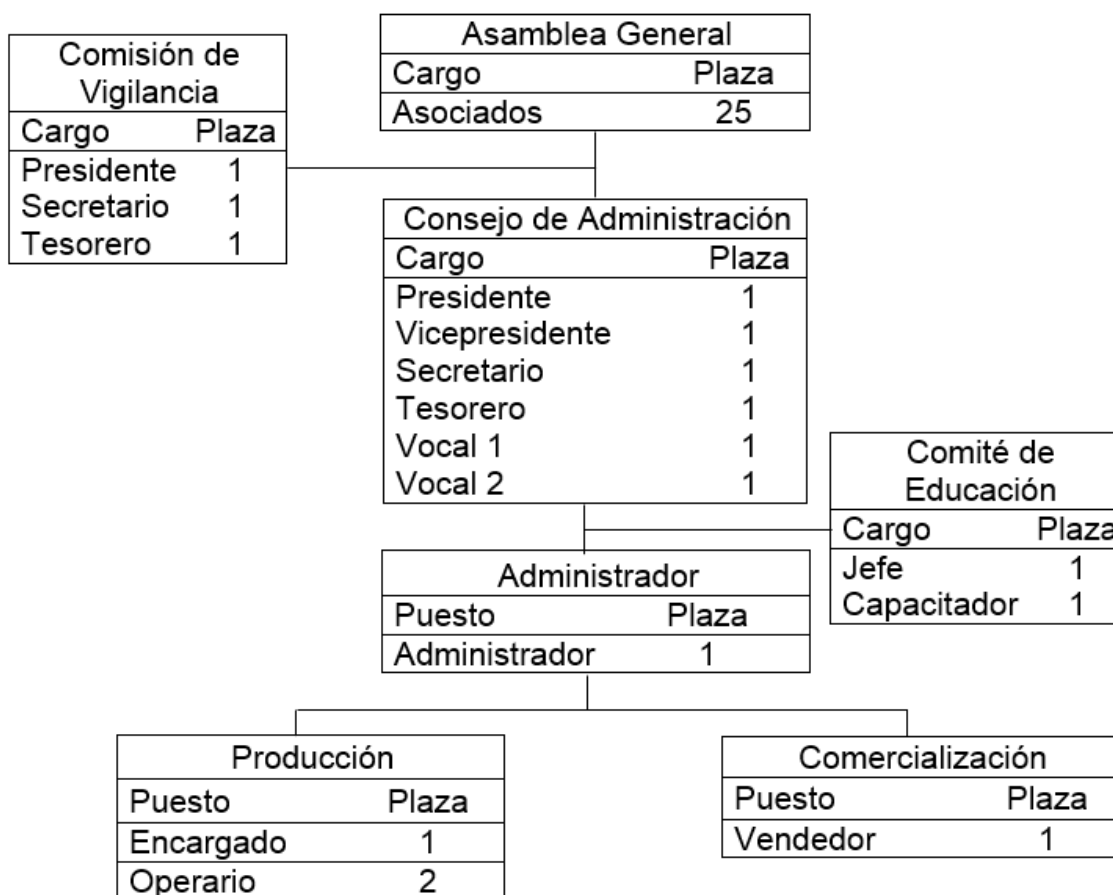 Comisión de
Vigilancia
Cargo Plaza
Presidente 1
Secretario 1
Tesorero 1
Asamblea General
Cargo Plaza
Asociados 25
Consejo de Administración
Cargo Plaza
Presidente 1
Vicepresidente 1
Secretario 1
Tesorero 1
Vocal 1 1
Vocal 2 1
Comité de
Educación
Cargo Plaza
Jefe 1
Capacitador 1
Administrador
Puesto Plaza
Administrador 1
Producción
Puesto Plaza
Encargado 1
Operario 2
Comercialización
Puesto Plaza
Vendedor 1